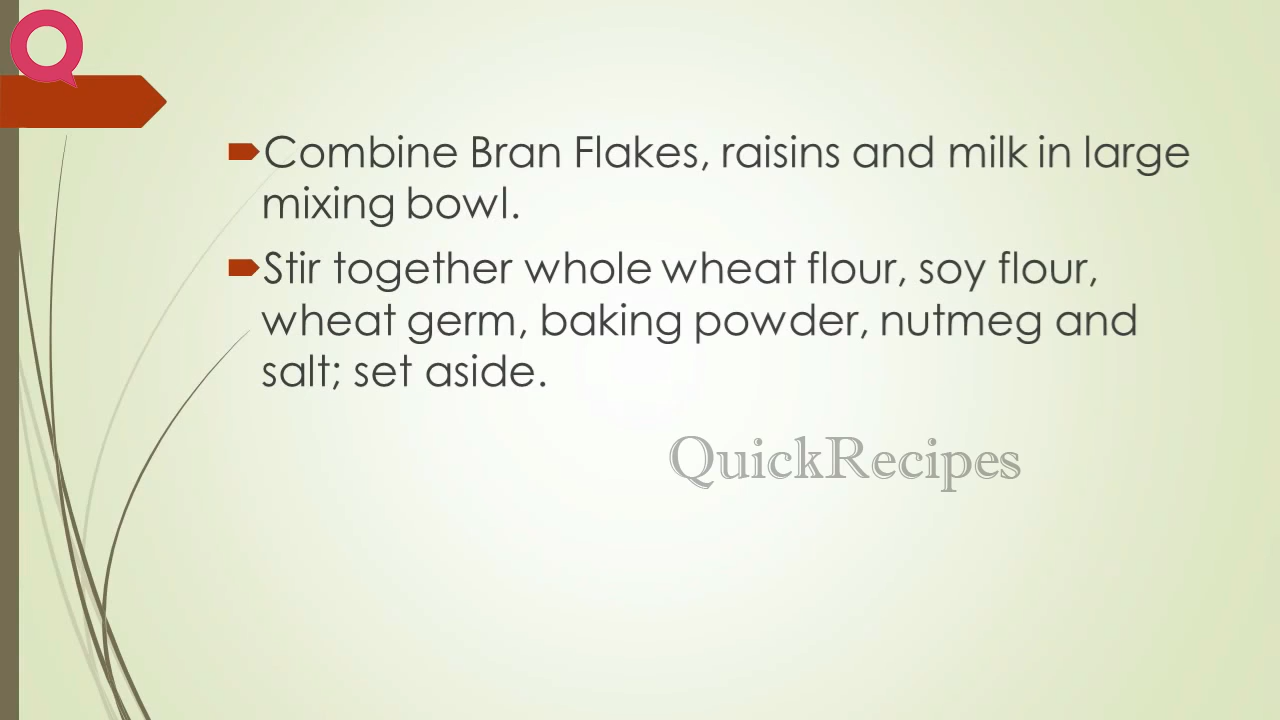 Combine Bran Flakes, raisins and milk in large
mixing bowl.
Stir together whole wheat flour, soy flour,
wheat germ, baking powder, nutmeg and
salt; set aside.
QuickRecipes